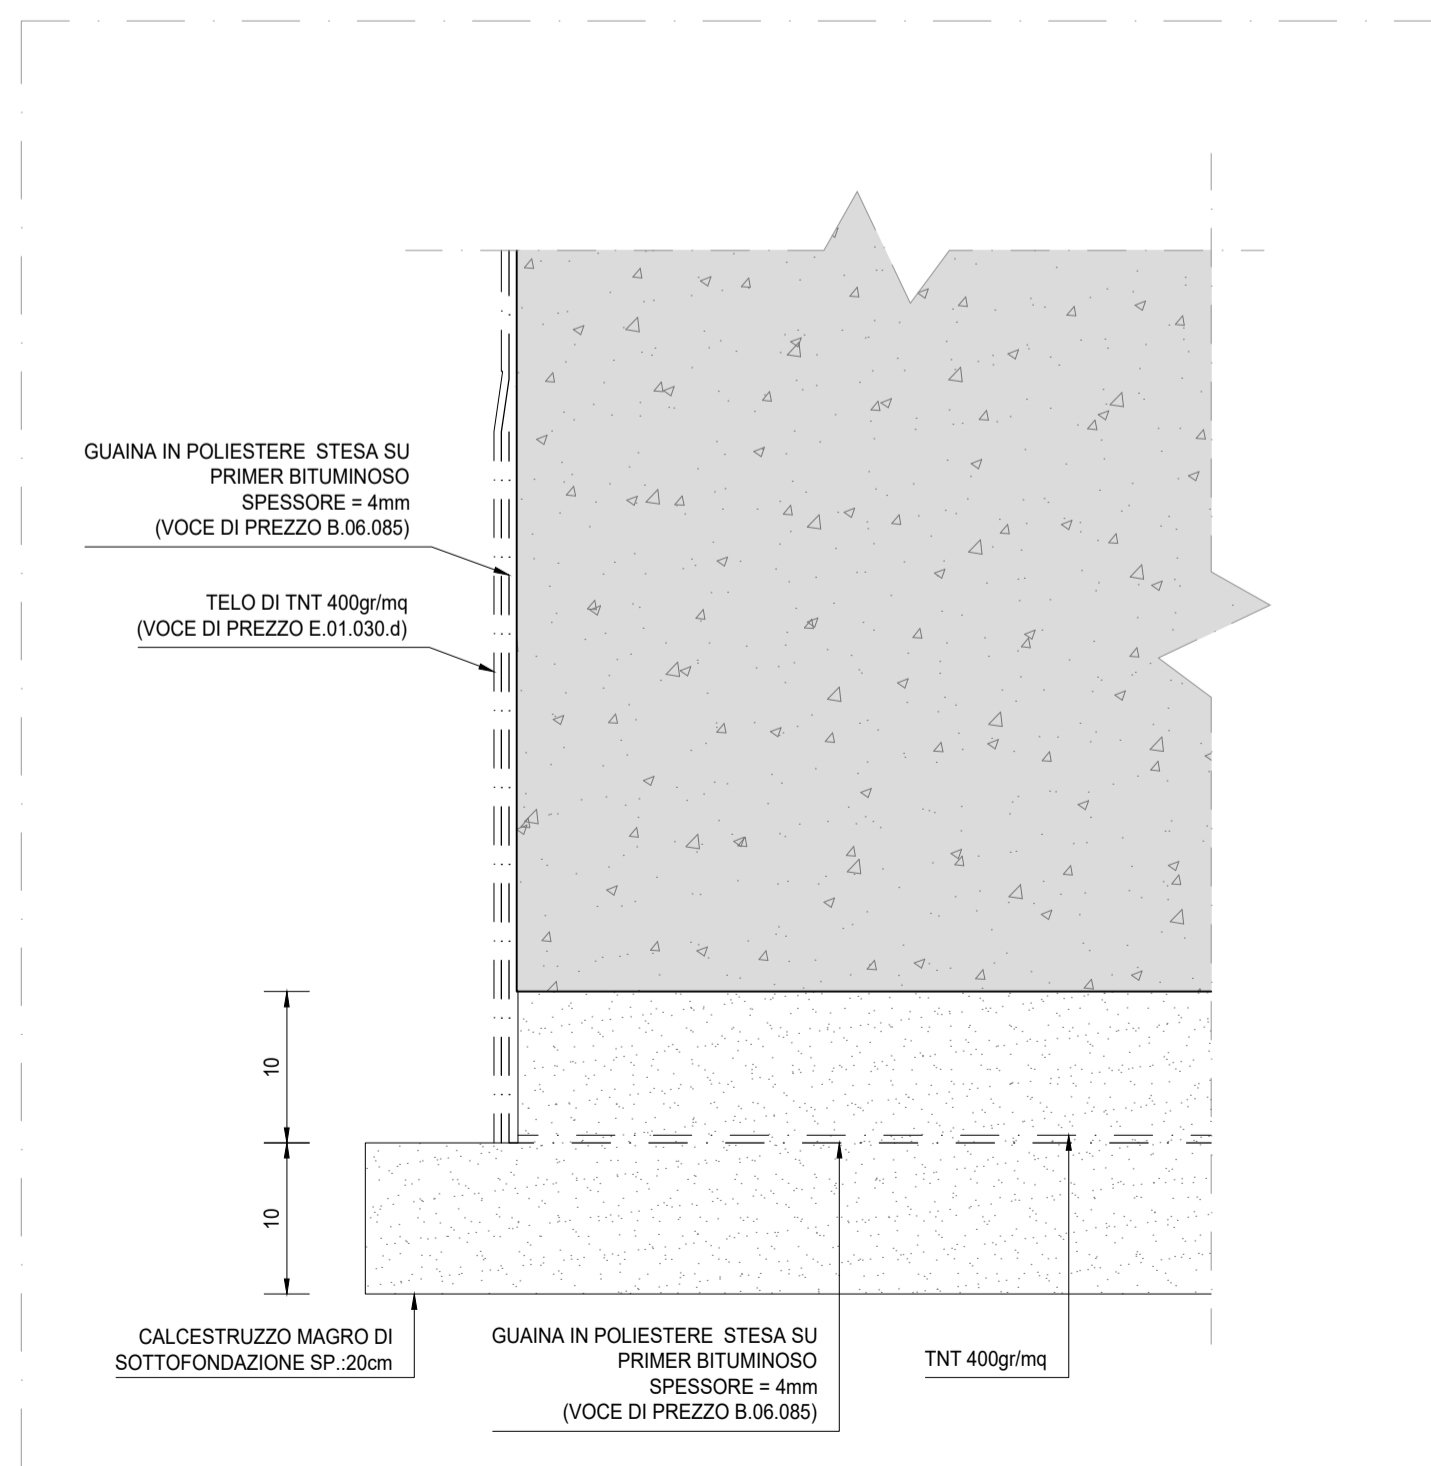 GUAINA IN POLIESTERE STESA SU
PRIMER BITUMINOSO
SPESSORE = 4mm
(VOCE DI PREZZO B.06.085)
TELO DI TNT 400gr/mq
(VOCE DI PREZZO E.01.030.d)
10
10
CALCESTRUZZO MAGRO DI
SOTTOFONDAZIONE SP.:20cm
GUAINA IN POLIESTERE STESA SU
PRIMER BITUMINOSO
SPESSORE = 4mm
(VOCE DI PREZZO B.06.085)
TNT 400gr/mq